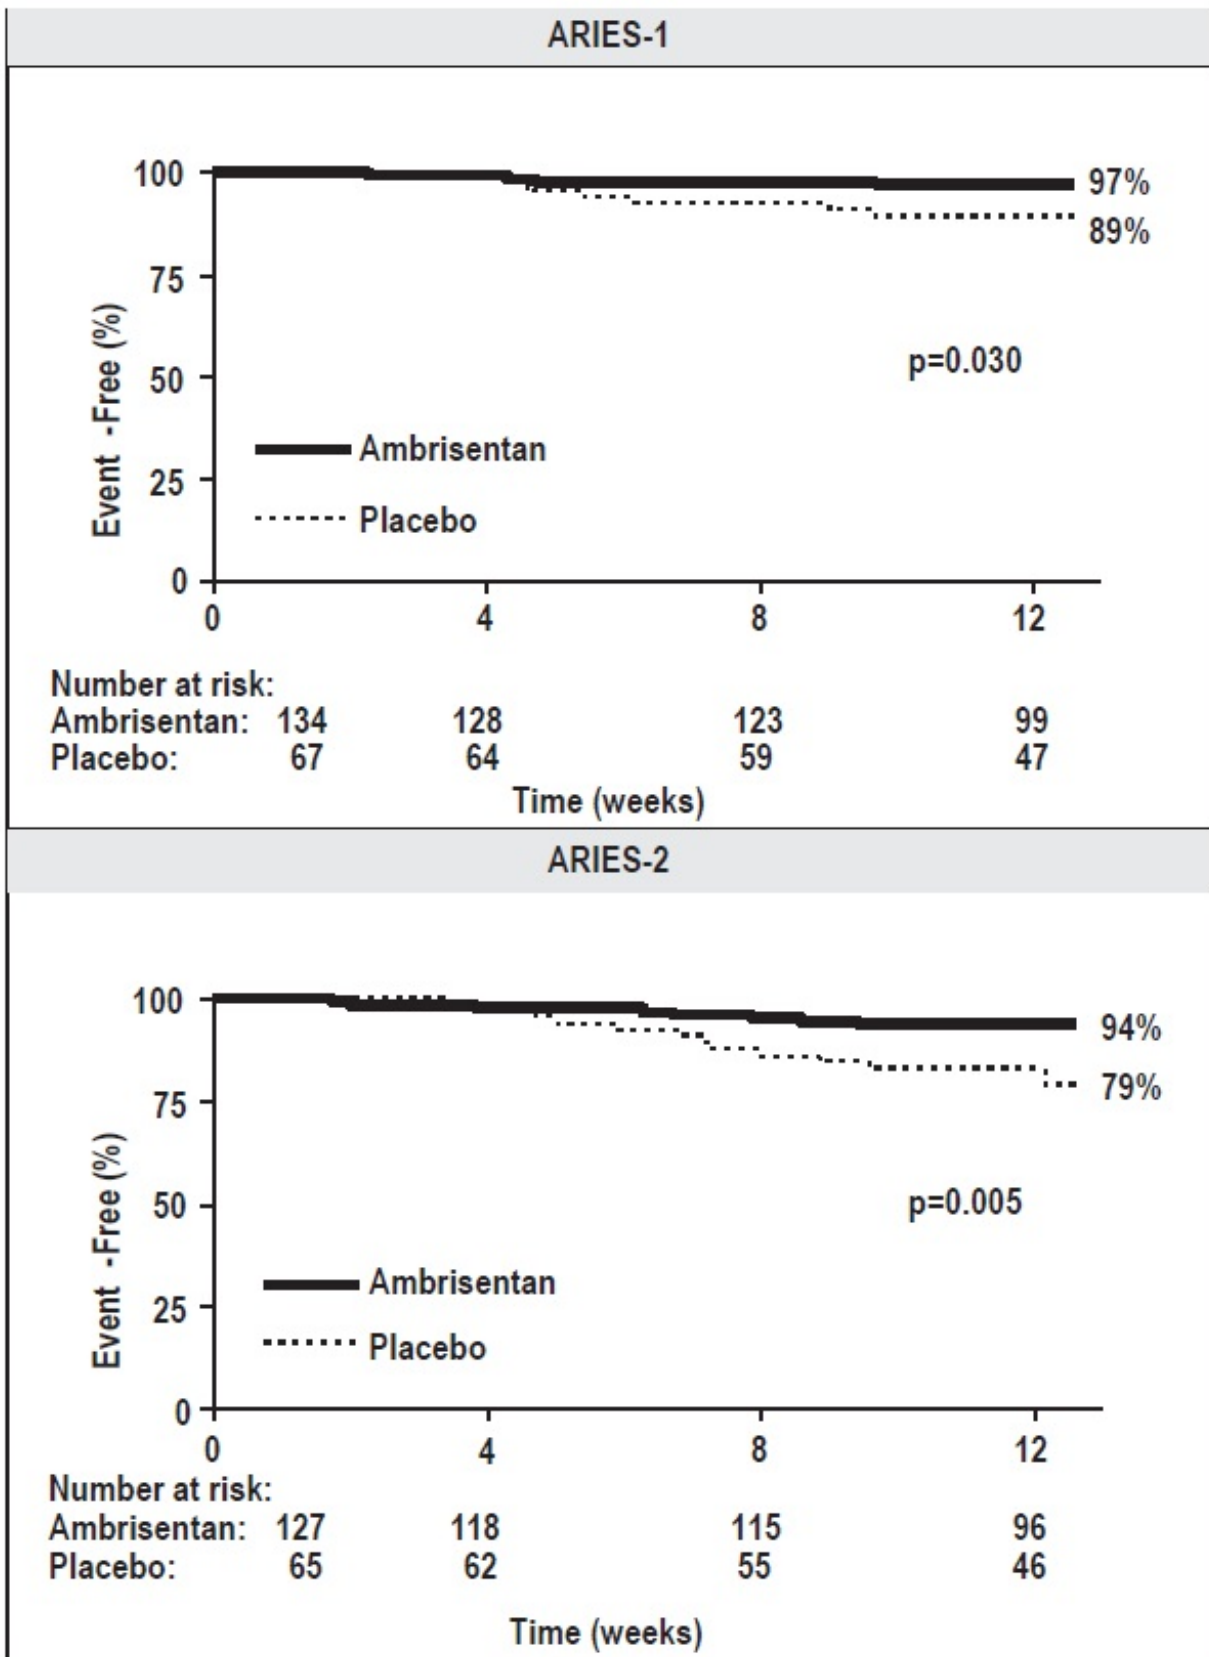 ARIES-1
100
97%
89%
75
p=0.030
50
Event -Free (%)
Ambrisentan
25
Placebo
0
0 4 8 12
Number at risk:
Ambrisentan: 134 128 123 99
Placebo: 67 64 59 47
Time (weeks)
ARIES-2
100
94%
79%
75
p=0.005
50
Event -Free (%)
Ambrisentan
25
Placebo
0
0 4 8 12
Number at risk:
Ambrisentan: 127 118 115 96
Placebo: 65 62 55 46
Time (weeks)